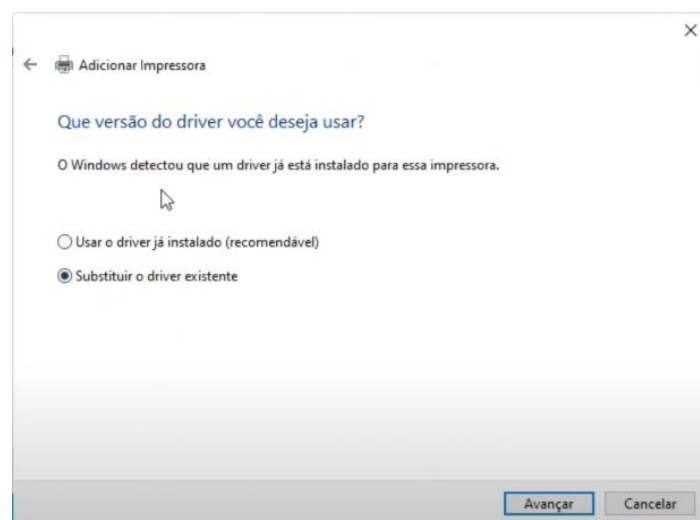 Adicionar Impressora
Que versão do driver você deseja usar?
O Windows detectou que um driver já está instalado para essa impressora.
Usar o driver já instalado (recomendável)
Substituir o driver existente
Avançar
Cancelar